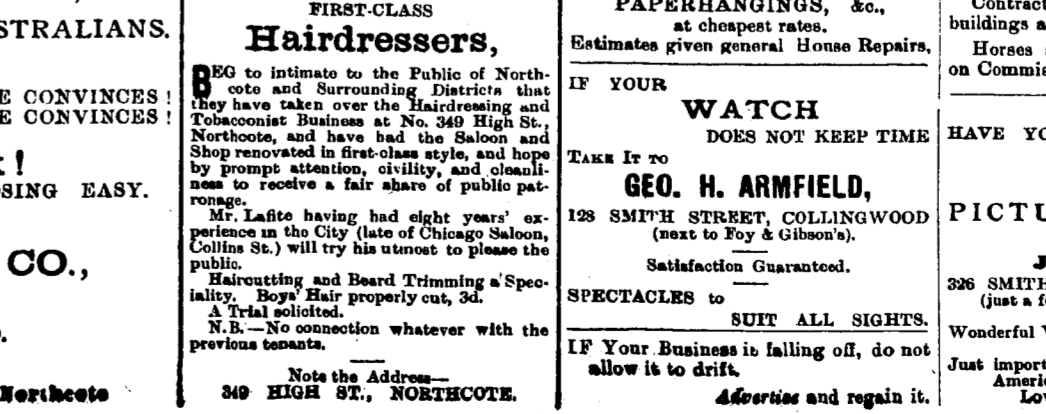 STRALIANS.
E CONVINCES!
E CONVINCES!
!
SING EASY.
CO.,
Northcote
FIRST-CLASS
Hairdressers,
BEG to intimate to the Public of North-
cote and Surrounding Districts that
they have taken over the Hairdressing and
Tobacconist Business at No. 349 High St.,
Northcote, and have had the Saloon and
Shop renovated in first-class style, and hope
by prompt attention, civility, and cleanli-
ness to receive a fair share of public pat-
ronage.
Mr. Lafite having had eight years' ex-
perience in the City (late of Chicago Saloon,
Collins St.) will try his utmost to please the
public.
Haircutting and Beard Trimming a Spec-
iality. Boys' Hair properly cut, 3d.
A Trial solicited.
N.B.—No connection whatever with the
previous tenants.
Note the Address—
349 HIGH ST., NORTHCOTE.
PAPERHANGINGS, &c.,
at cheapest rates.
Estimates given general House Repairs,
IF YOUR
WATCH
DOES NOT KEEP TIME
TAKE IT TO
GEO. H. ARMFIELD,
128 SMITH STREET, COLLINGWOOD
(next to Foy & Gibson's).
Satisfaction Guaranteed.
SPECTACLES to
SUIT ALL SIGHTS.
IF Your Business is falling off, do not
allow it to drift,
Advertise and regain it.
Contract
buildings a
Horses
on Commis
HAVE YO
PICTU
J
326 SMITH
(just a f
Wonderful
Just import
Ameri
Lo